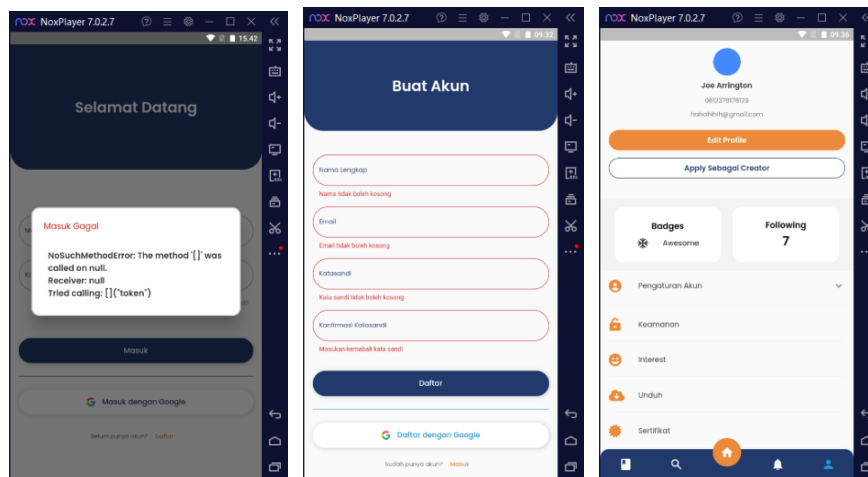 NoxPlayer 7.0.2.7
15.42
Selamat Datang
Masuk Gagal
NoSuchMethodError: The method '[]' was
called on null.
Receiver: null
Tried calling: []("token")
Masuk
Masuk dengan Google
Belum punya akun? Daftar
NoxPlayer 7.0.2.7
09.32
Buat Akun
Nama Lengkap
Nama tidak boleh kosong
Email
Email tidak boleh kosong
Katasandi
Kata sandi tidak boleh kosong
Konfirmasi Katasandi
Masukan kemabali kata sandi
Daftar
Daftar dengan Google
Sudah punya akun? Masuk
NoxPlayer 7.0.2.7
09.36
Joe Arrington
0812378178129
hahahihih@gmail.com
Edit Profile
Apply Sebagai Creator
Badges
Awesome
Following
7
Pengaturan Akun
Keamanan
Interest
Unduh
Sertifikat